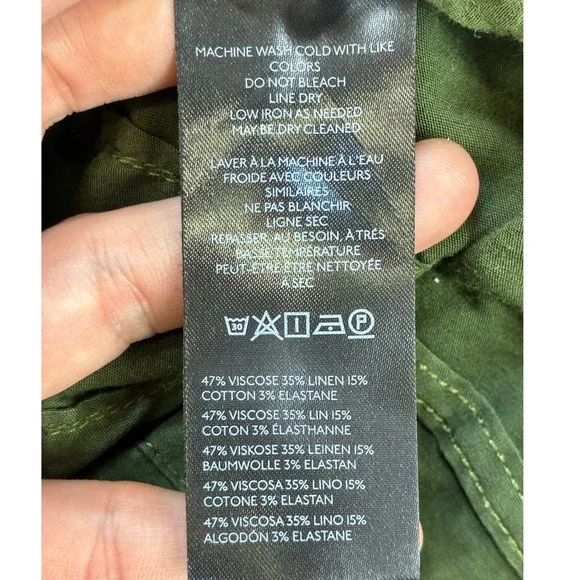 MACHINE WASH COLD WITH LIKE
COLORS
DO NOT BLEACH
LINE DRY
LOW IRON AS NEEDED
MAY BE DRY CLEANED
LAVER À LA MACHINE À L'EAU
FROIDE AVEC COULEURS
SIMILAIRES
NE PAS BLANCHIR
LIGNE SEC
REPASSER, AU BESOIN, À TRÈS
BASSE TEMPÉRATURE
PEUT-ÊTRE ÊTRE NETTOYÉE
À SEC
30 P
47% VISCOSE 35% LINEN 15%
COTTON 3% ELASTANE
47% VISCOSE 35% LIN 15%
COTON 3% ÉLASTHANNE
47% VISKOSE 35% LEINEN 15%
BAUMWOLLE 3% ELASTAN
47% VISCOSA 35% LINO 15%
COTONE 3% ELASTAN
47% VISCOSA 35% LINO 15%
ALGODÓN 3% ELASTANE